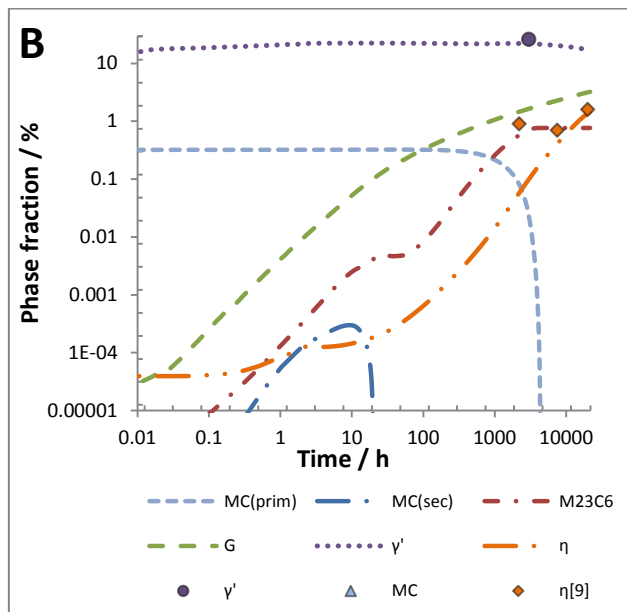 B
Phase fraction / %
10
1
0.1
0.01
0.001
1E-04
0.00001
0.01 0.1 1 10 100 1000 10000
Time / h
MC(prim) MC(sec) M23C6
G γ' η
γ' MC η[9]